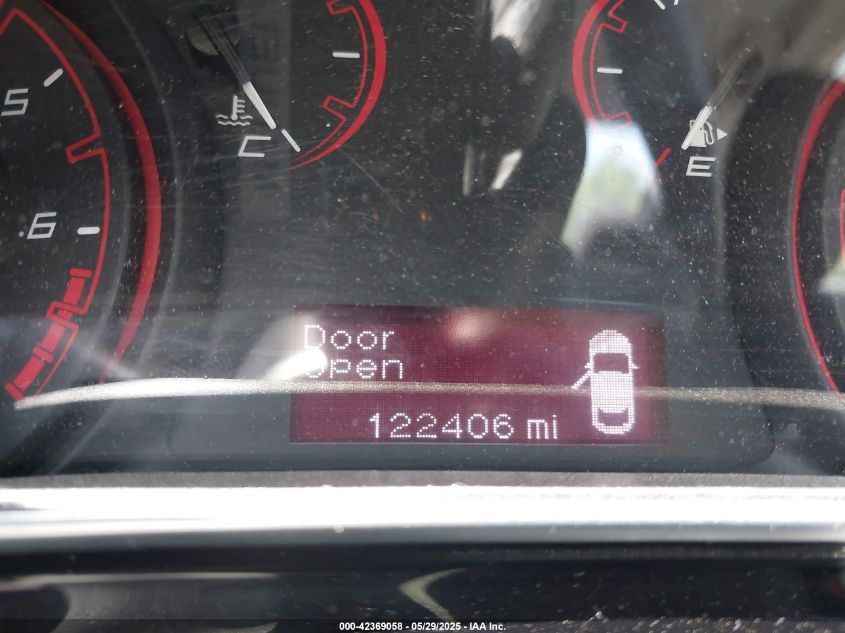 5
C
E
.6
Door
Open
122406 mi
000-42369058 - 05/29/2025 - IAA Inc.